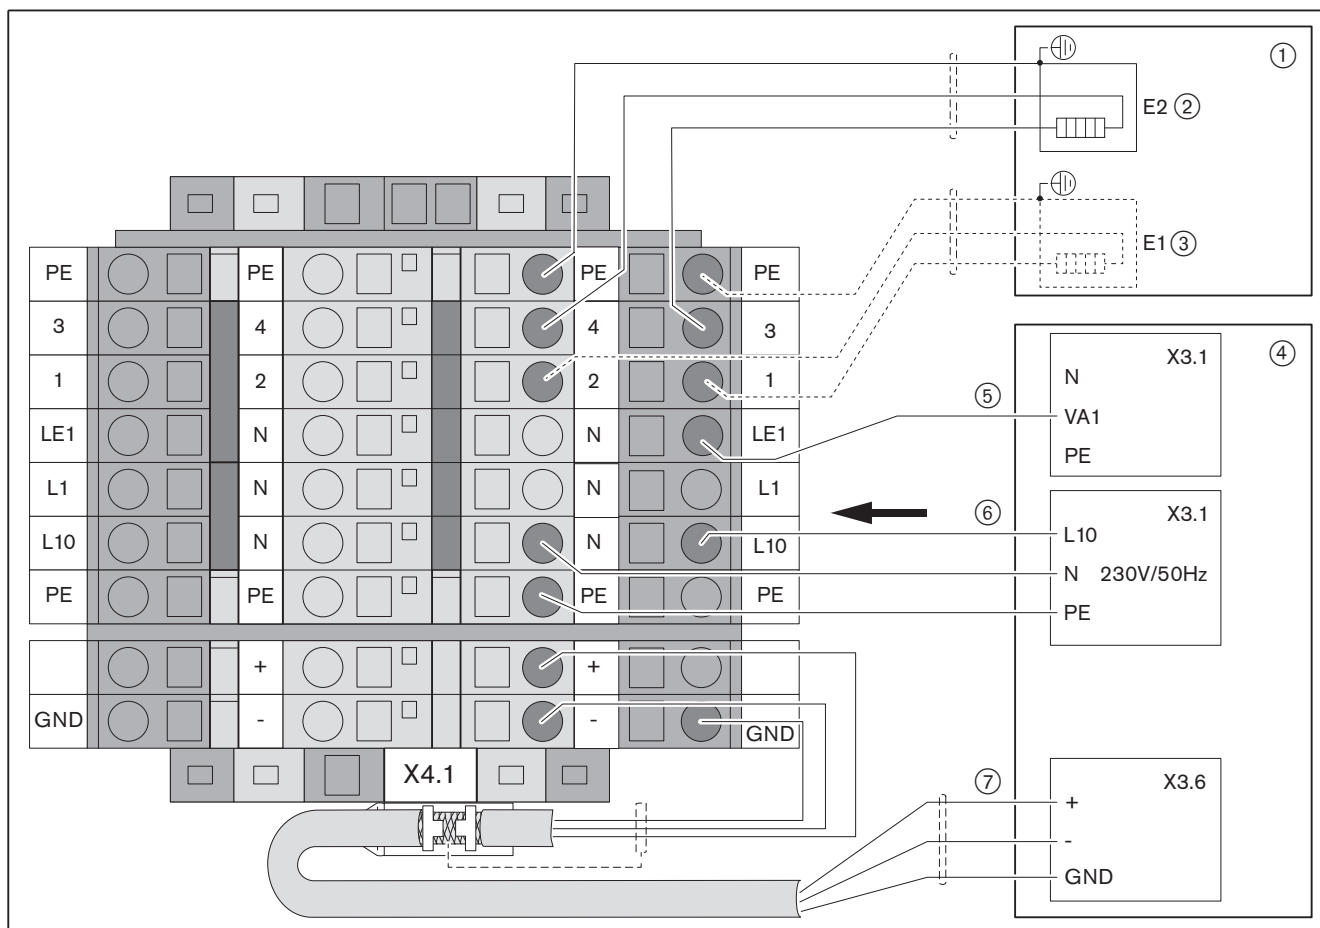 ①
E2 ②
E1 ③
PE PE PE PE
3 4 4 3
1 2 2 1
LE1 N N LE1
L1 N N L1
L10 N N L10
PE PE PE PE
+ +
GND - - GND
X4.1
④
X3.1
N
⑤ VA1
PE
X3.1
⑥ L10
N 230V/50Hz
PE
X3.6
⑦ +
-
GND